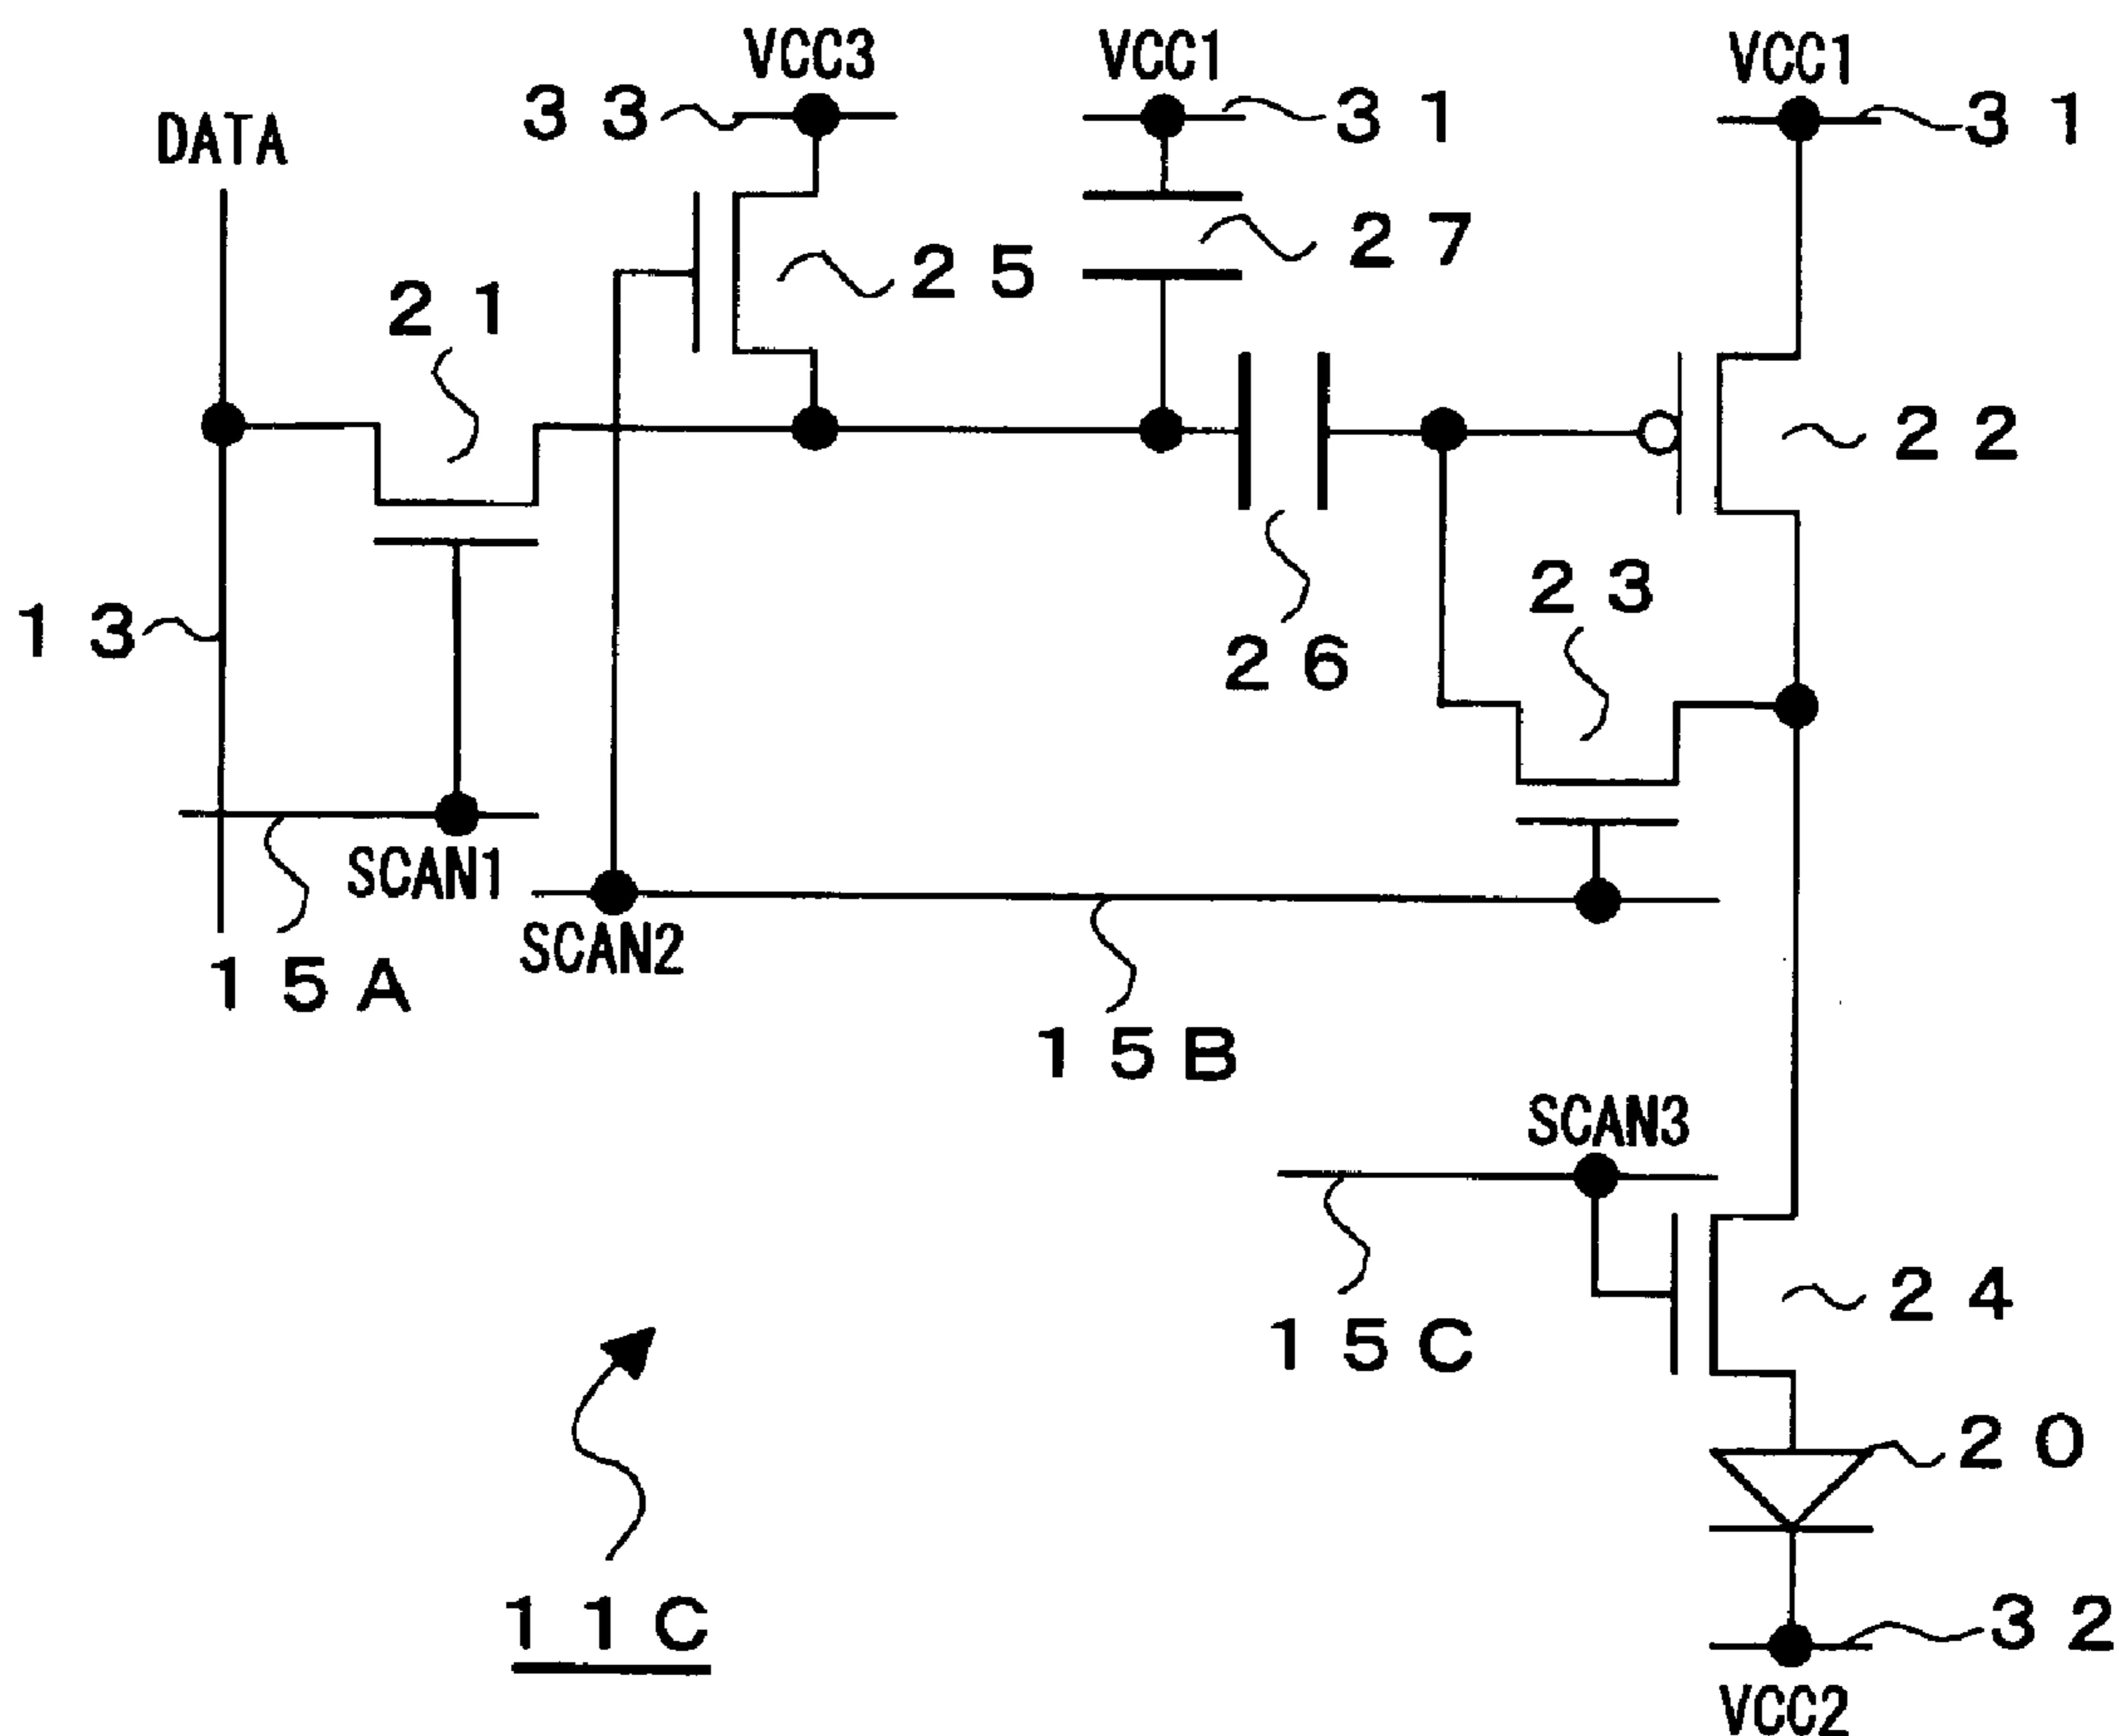 VCC3
VCC1
VCC1
33
31
31
DATA
27
25
21
22
23
13
26
SCAN1
SCAN2
15A
15B
SCAN3
24
15C
20
11C
32
VCC2